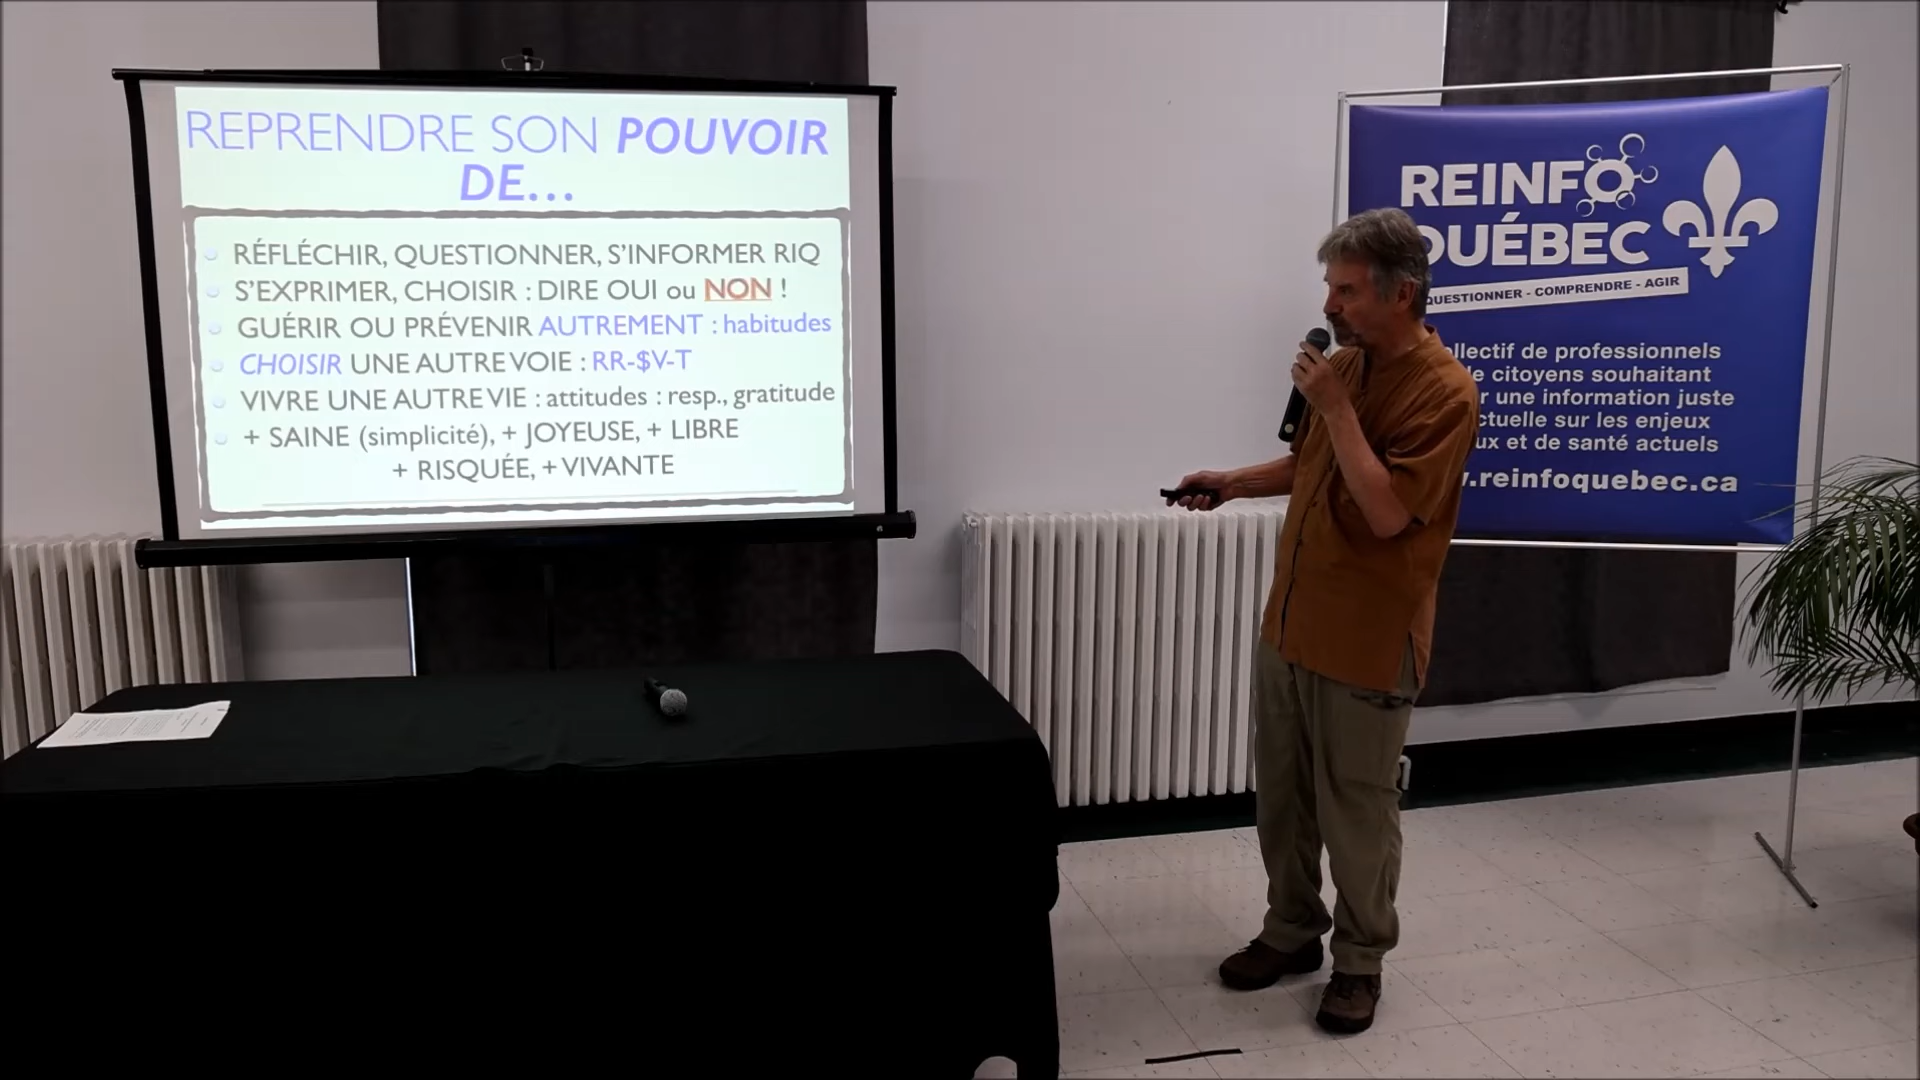 REPRENDRE SON POUVOIR
DE...
RÉFLÉCHIR, QUESTIONNER, S'INFORMER RIQ
S'EXPRIMER, CHOISIR : DIRE OUI ou NON !
GUÉRIR OU PRÉVENIR AUTREMENT : habitudes
CHOISIR UNE AUTRE VOIE : RR-$V-T
VIVRE UNE AUTRE VIE : attitudes : resp., gratitude
+ SAINE (simplicité), + JOYEUSE, + LIBRE
+ RISQUÉE, + VIVANTE
REINFO
QUÉBEC
QUESTIONNER - COMPRENDRE - AGIR
de professionnels
citoyens souhaitant
une information juste
sur les enjeux
et de santé actuels
.reinfoquebec.ca